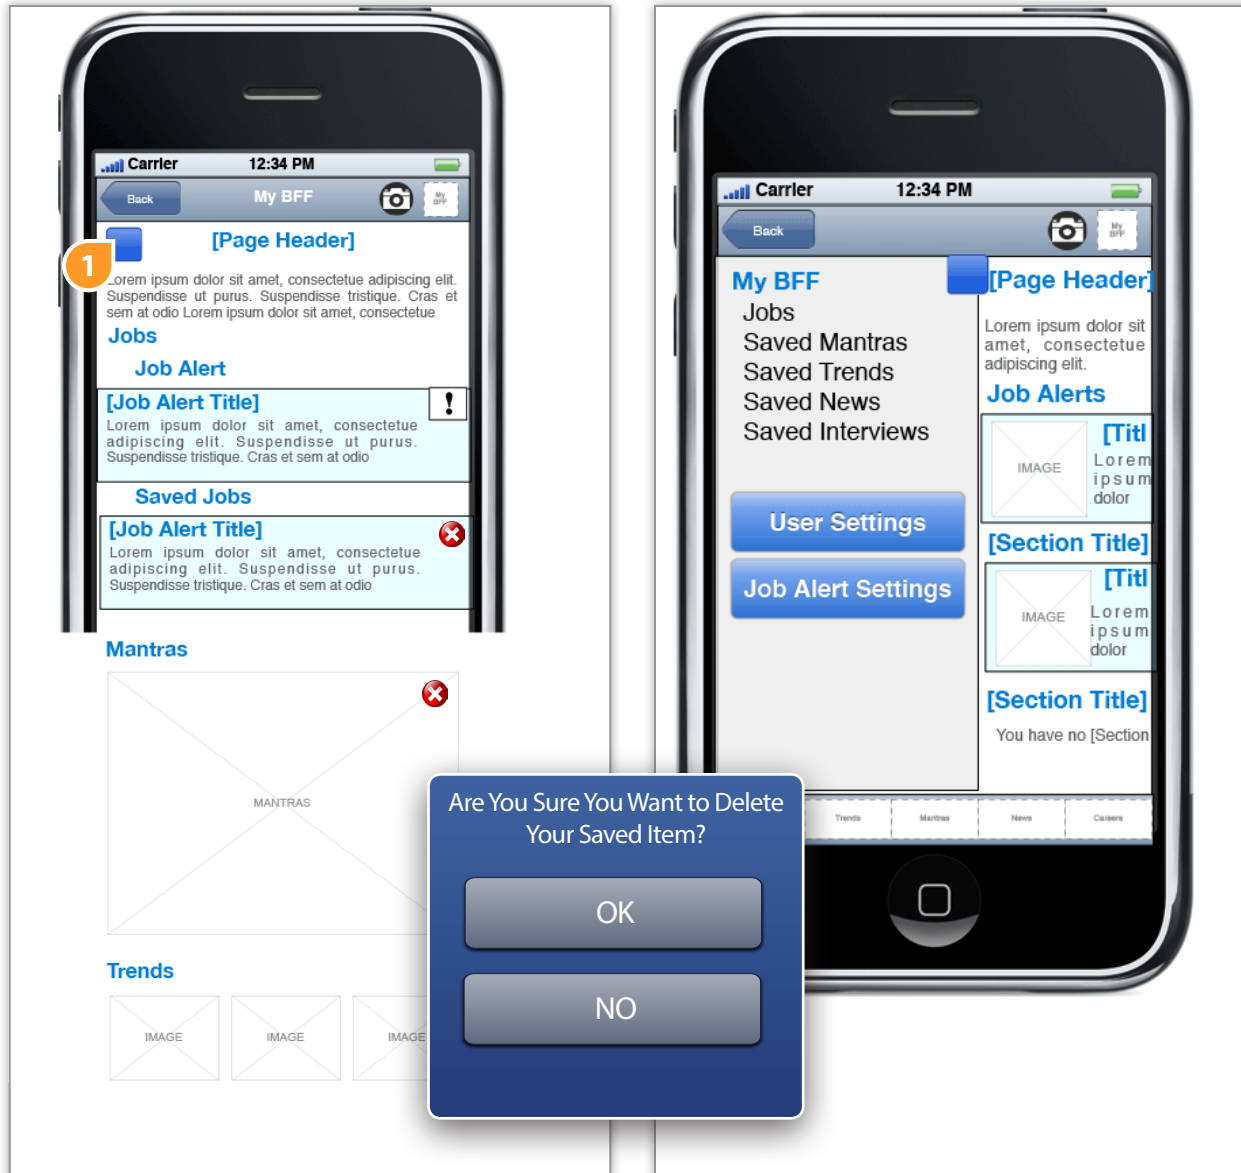 Carrier 12:34 PM
Back My BFF My BFF
1
[Page Header]
Lorem ipsum dolor sit amet, consectetue adipiscing elit.
Suspendisse ut purus. Suspendisse tristique. Cras et
sem at odio Lorem ipsum dolor sit amet, consectetue
Jobs
Job Alert
[Job Alert Title]
!
Lorem ipsum dolor sit amet, consectetue
adipiscing elit. Suspendisse ut purus.
Suspendisse tristique. Cras et sem at odio
Saved Jobs
[Job Alert Title]
Lorem ipsum dolor sit amet, consectetue
adipiscing elit. Suspendisse ut purus.
Suspendisse tristique. Cras et sem at odio
Mantras
MANTRAS
Trends
IMAGE IMAGE IMAGE
Are You Sure You Want to Delete
Your Saved Item?
OK
NO
Carrier 12:34 PM
Back My BFF
My BFF
Jobs
Saved Mantras
Saved Trends
Saved News
Saved Interviews
User Settings
Job Alert Settings
[Page Header]
Lorem ipsum dolor sit
amet, consectetue
adipiscing elit.
Job Alerts
IMAGE
[Titl
Lorem
ipsum
dolor
[Section Title]
IMAGE
[Titl
Lorem
ipsum
dolor
[Section Title]
You have no [Section
Trends Mantras News Careers